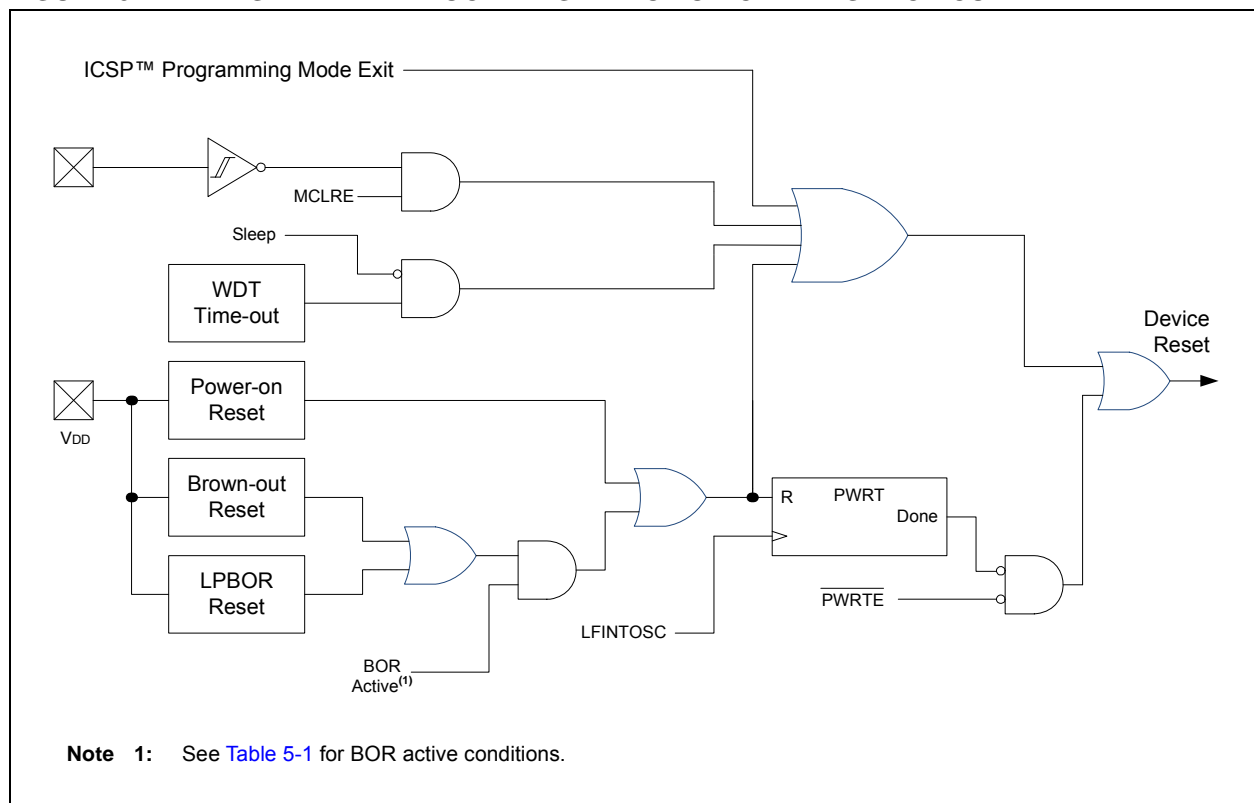 ICSP™ Programming Mode Exit
MCLRE
Sleep
WDT
Time-out
Device
Reset
Power-on
Reset
VDD
Brown-out
Reset
R
PWRT
Done
LPBOR
Reset
PWRTE
LFINTOSC
BOR
Active(1)
Note 1: See Table 5-1 for BOR active conditions.